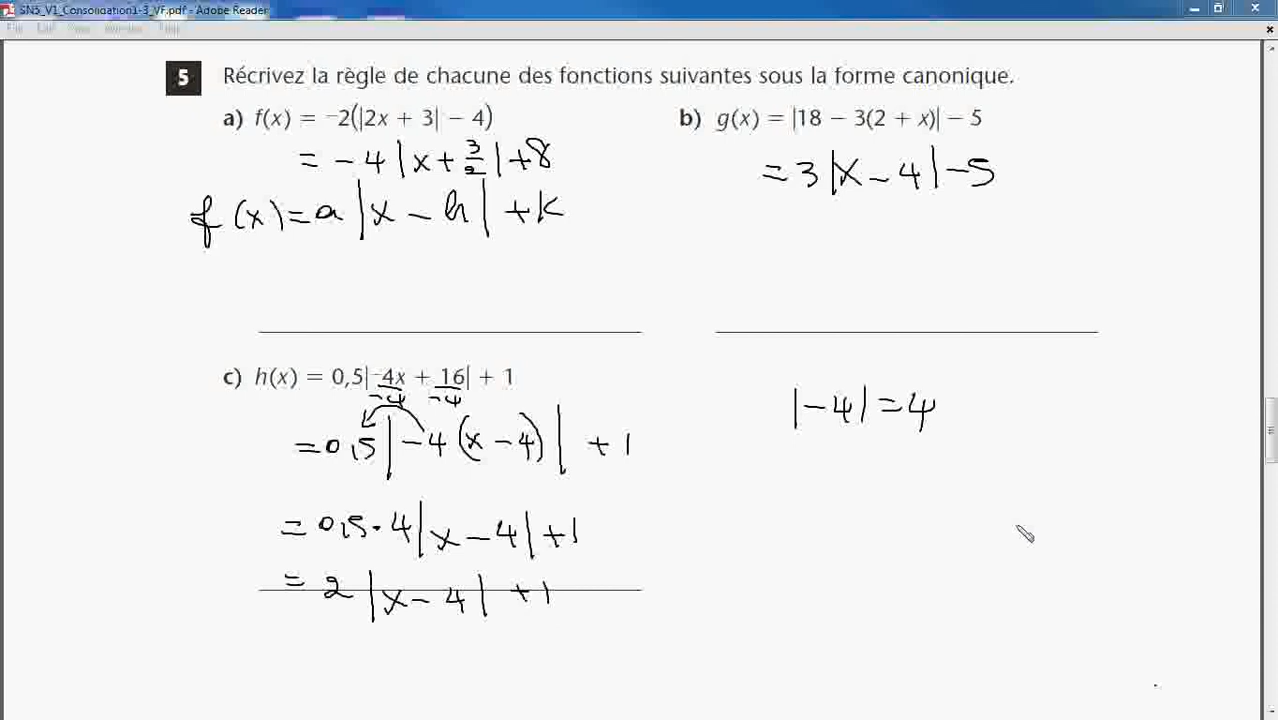 SN5_V1_Consolidation1-3_VF.pdf - Adobe Reader
5 Récrivez la règle de chacune des fonctions suivantes sous la forme canonique.
a) f(x) = ⁻2(|2x + 3| − 4)
= -4|x + 3/2| + 8
f(x) = a|x - h| + k
b) g(x) = |18 − 3(2 + x)| − 5
= 3|x - 4| - 5
c) h(x) = 0,5|⁻4x + 16| + 1
-4 -4
= 0,5|-4(x - 4)| + 1
= 0,5 · 4|x - 4| + 1
= 2|x - 4| + 1
|-4| = 4